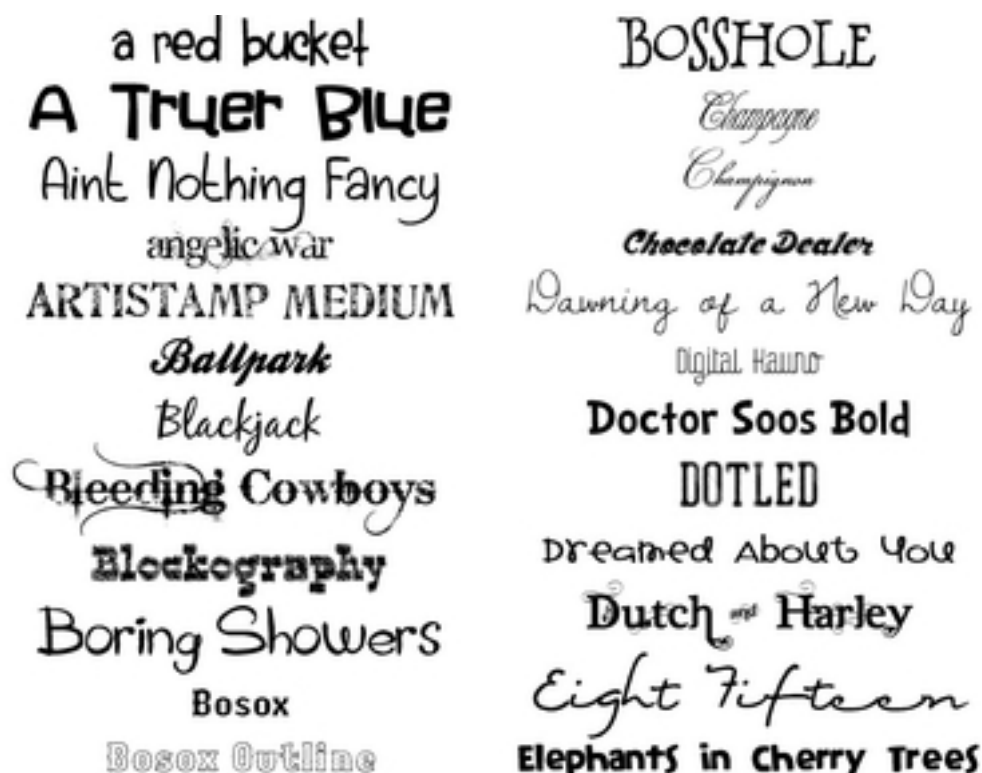 a red bucket
A Truer Blue
Aint Nothing Fancy
angelic war
ARTISTAMP MEDIUM
Ballpark
Blackjack
Bleeding Cowboys
Blockography
Boring Showers
Bosox
Bosox Outline
BOSSHOLE
Champagne
Champignon
Chocolate Dealer
Dawning of a New Day
Digital Kauno
Doctor Soos Bold
DOTLED
Dreamed About You
Dutch and Harley
Eight Fifteen
Elephants in Cherry Trees